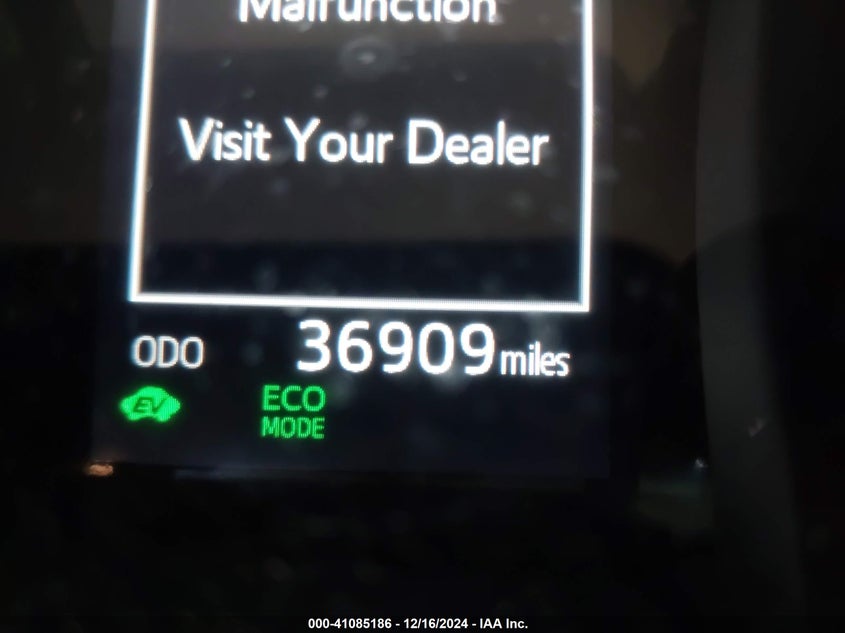 Malfunction
Visit Your Dealer
ODO 36909 miles
EV ECO
MODE
000-41085186 - 12/16/2024 - IAA Inc.